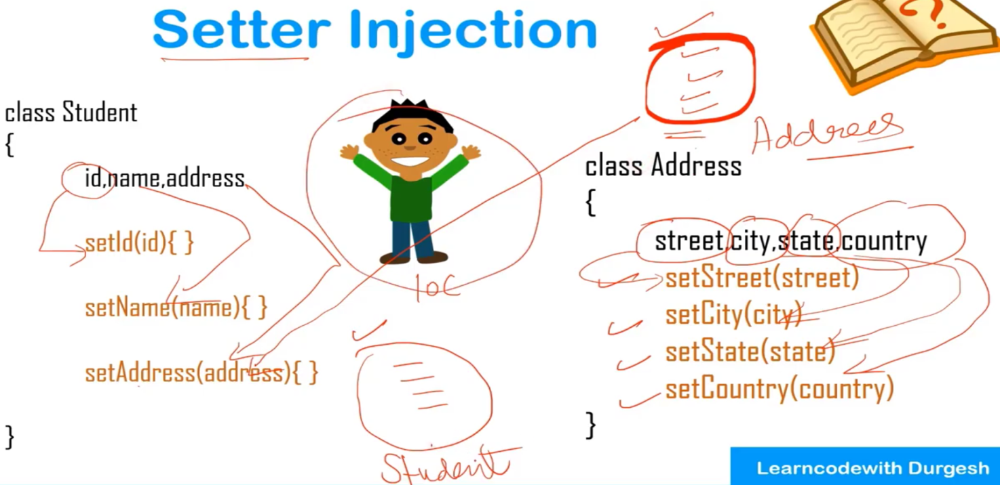 Setter Injection
class Student
{
id,name,address
setId(id){ }
setName(name){ }
setAddress(address){ }
}
IoC
Student
Address
class Address
{
street,city,state,country
setStreet(street)
setCity(city)
setState(state)
setCountry(country)
}
?
Learncodewith Durgesh